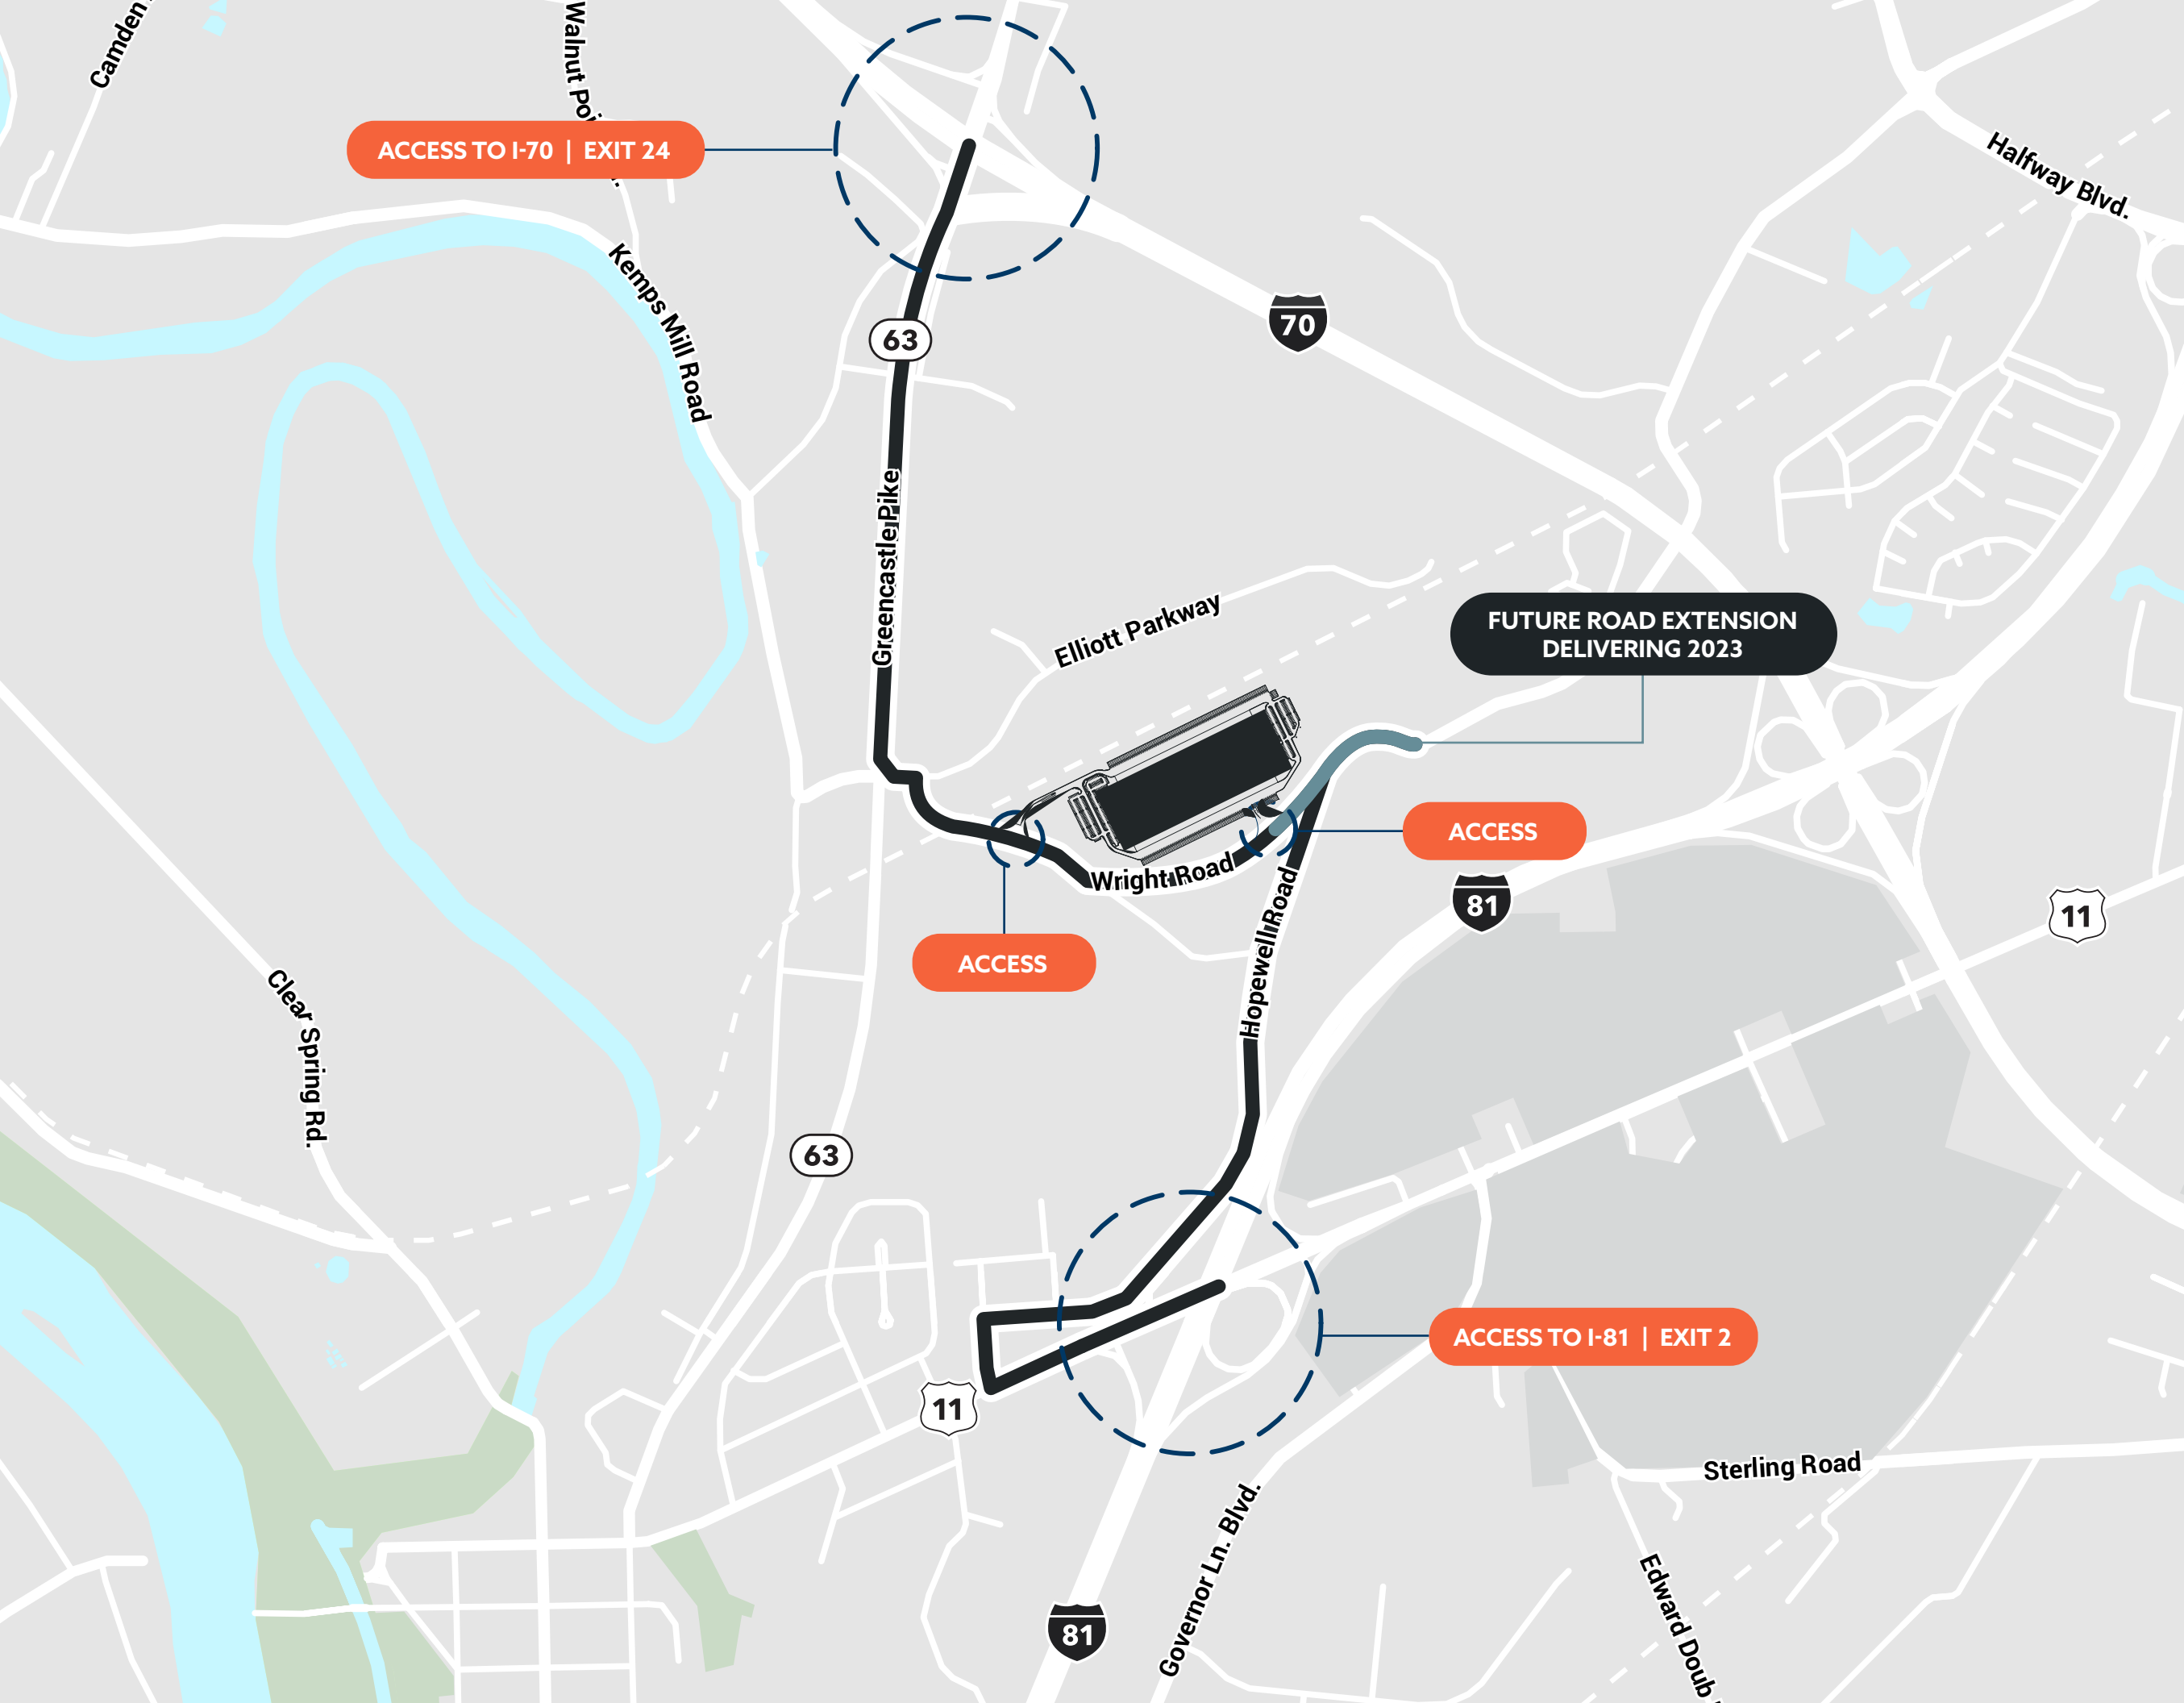 Camden
Walnut Poi
ACCESS TO I-70 | EXIT 24
Halfway Blvd.
Kemps Mill Road
63
70
Greencastle Pike
Elliott Parkway
FUTURE ROAD EXTENSION
DELIVERING 2023
ACCESS
Wright Road
81
11
Hopewell Road
ACCESS
Clear Spring Rd.
63
ACCESS TO I-81 | EXIT 2
11
Sterling Road
Governor Ln. Blvd.
Edward Doub
81